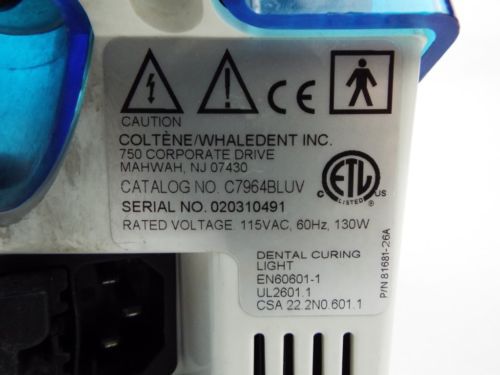 CAUTION
COLTÈNE/WHALEDENT INC.
750 CORPORATE DRIVE
MAHWAH, NJ 07430
CATALOG NO. C7964BLUV
SERIAL NO. 020310491
RATED VOLTAGE. 115VAC, 60Hz, 130W
CE
C ETL US
LISTED
DENTAL CURING
LIGHT
EN60601-1
UL2601.1
CSA 22.2N0.601.1
P/N 81681-26A